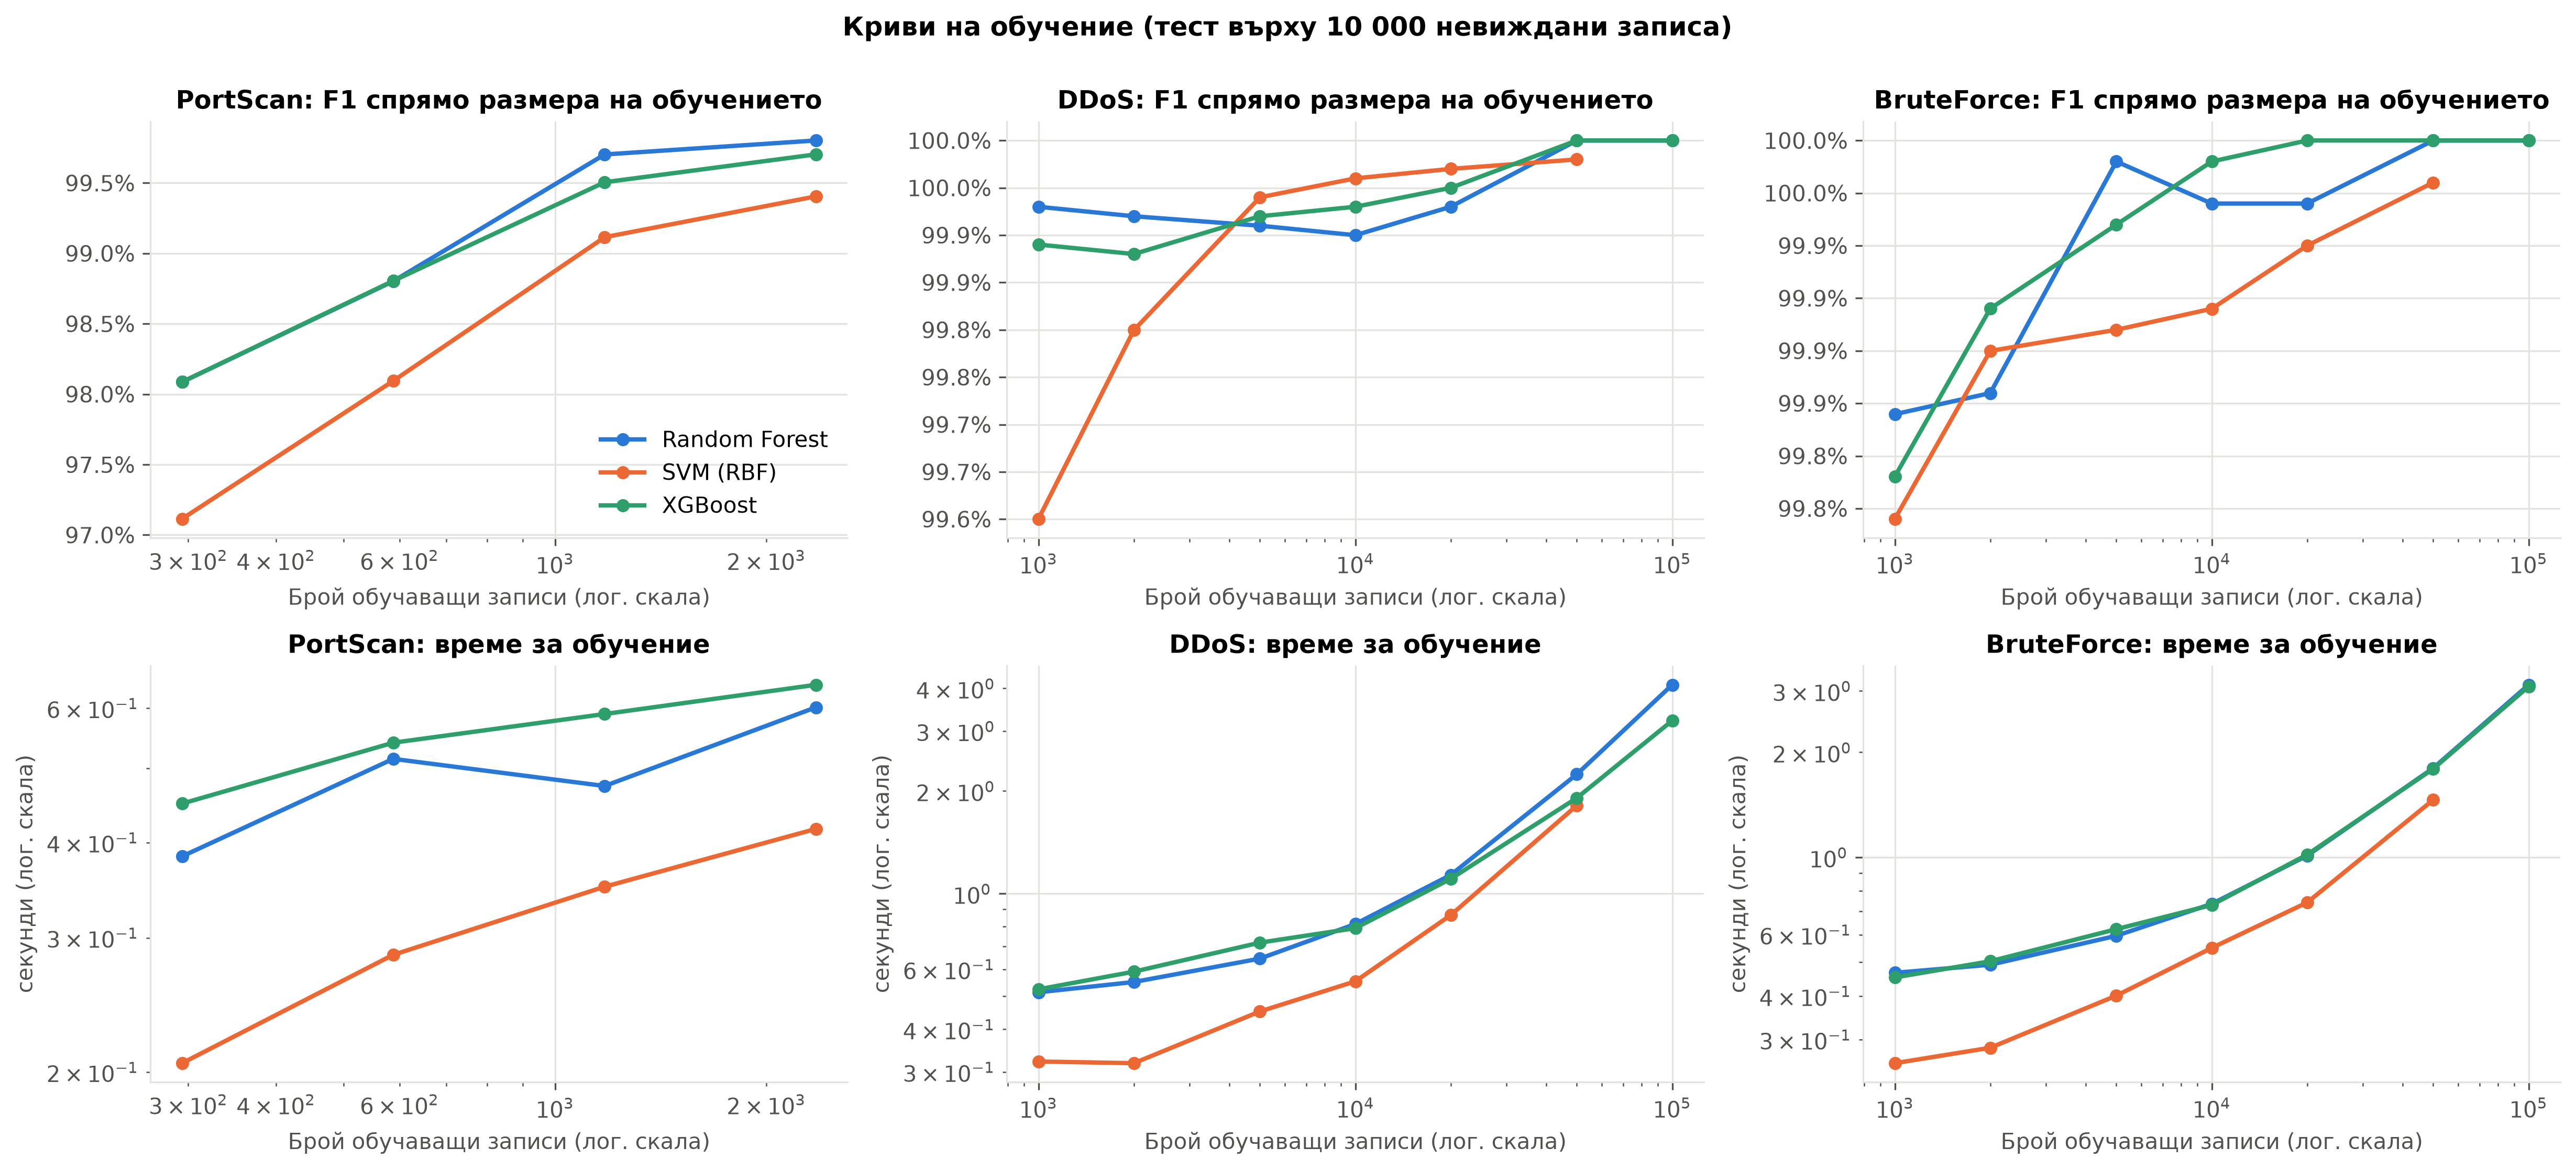 Криви на обучение (тест върху 10 000 невиждани записа)
PortScan: F1 спрямо размера на обучението
99.5%
99.0%
98.5%
98.0%
97.5%
97.0%
Random Forest
SVM (RBF)
XGBoost
3 × 10² 4 × 10² 6 × 10² 10³ 2 × 10³
Брой обучаващи записи (лог. скала)
DDoS: F1 спрямо размера на обучението
100.0%
100.0%
99.9%
99.9%
99.8%
99.8%
99.7%
99.7%
99.6%
10³ 10⁴ 10⁵
Брой обучаващи записи (лог. скала)
BruteForce: F1 спрямо размера на обучението
100.0%
100.0%
99.9%
99.9%
99.9%
99.9%
99.8%
99.8%
10³ 10⁴ 10⁵
Брой обучаващи записи (лог. скала)
PortScan: време за обучение
секунди (лог. скала)
6 × 10⁻¹
4 × 10⁻¹
3 × 10⁻¹
2 × 10⁻¹
3 × 10² 4 × 10² 6 × 10² 10³ 2 × 10³
Брой обучаващи записи (лог. скала)
DDoS: време за обучение
секунди (лог. скала)
4 × 10⁰
3 × 10⁰
2 × 10⁰
10⁰
6 × 10⁻¹
4 × 10⁻¹
3 × 10⁻¹
10³ 10⁴ 10⁵
Брой обучаващи записи (лог. скала)
BruteForce: време за обучение
секунди (лог. скала)
3 × 10⁰
2 × 10⁰
10⁰
6 × 10⁻¹
4 × 10⁻¹
3 × 10⁻¹
10³ 10⁴ 10⁵
Брой обучаващи записи (лог. скала)